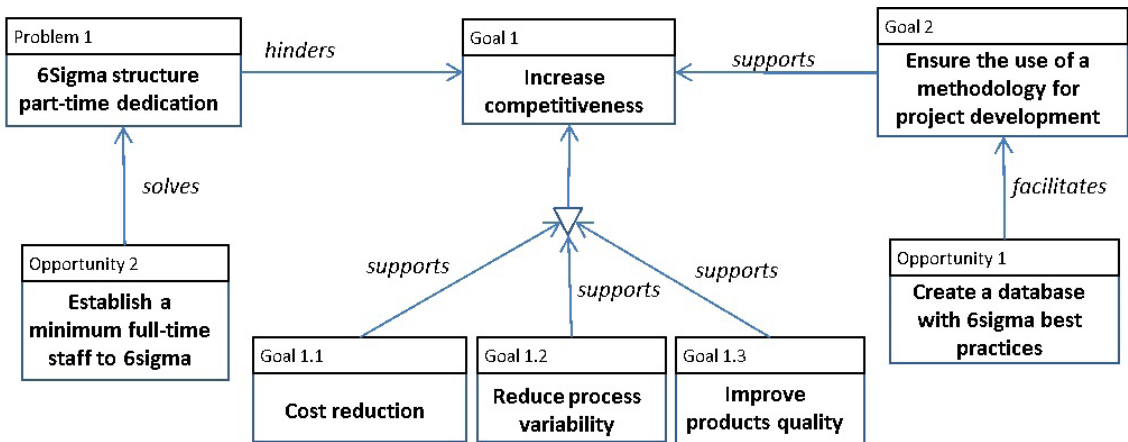 Problem 1
6Sigma structure
part-time dedication
hinders
Goal 1
Increase
competitiveness
supports
Goal 2
Ensure the use of a
methodology for
project development
solves
facilitates
Opportunity 2
Establish a
minimum full-time
staff to 6sigma
supports
supports
supports
Opportunity 1
Create a database
with 6sigma best
practices
Goal 1.1
Cost reduction
Goal 1.2
Reduce process
variability
Goal 1.3
Improve
products quality